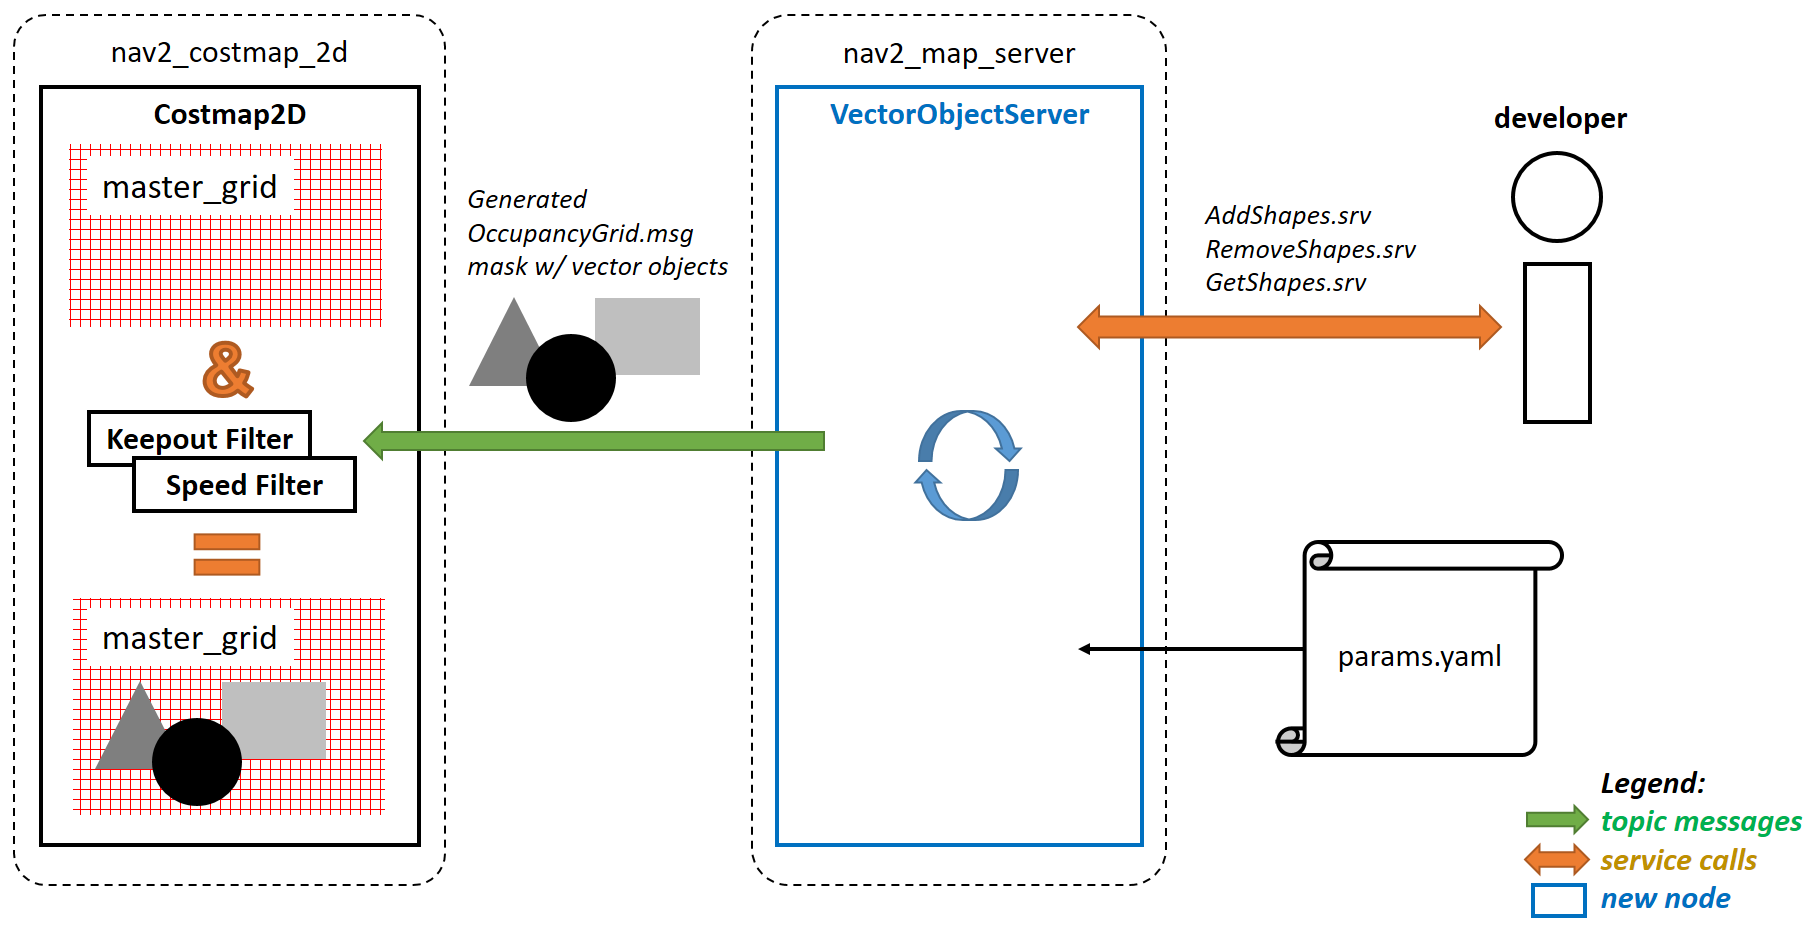 nav2_costmap_2d
Costmap2D
master_grid
&
Keepout Filter
Speed Filter
=
master_grid
Generated
OccupancyGrid.msg
mask w/ vector objects
nav2_map_server
VectorObjectServer
AddShapes.srv
RemoveShapes.srv
GetShapes.srv
developer
params.yaml
Legend:
topic messages
service calls
new node